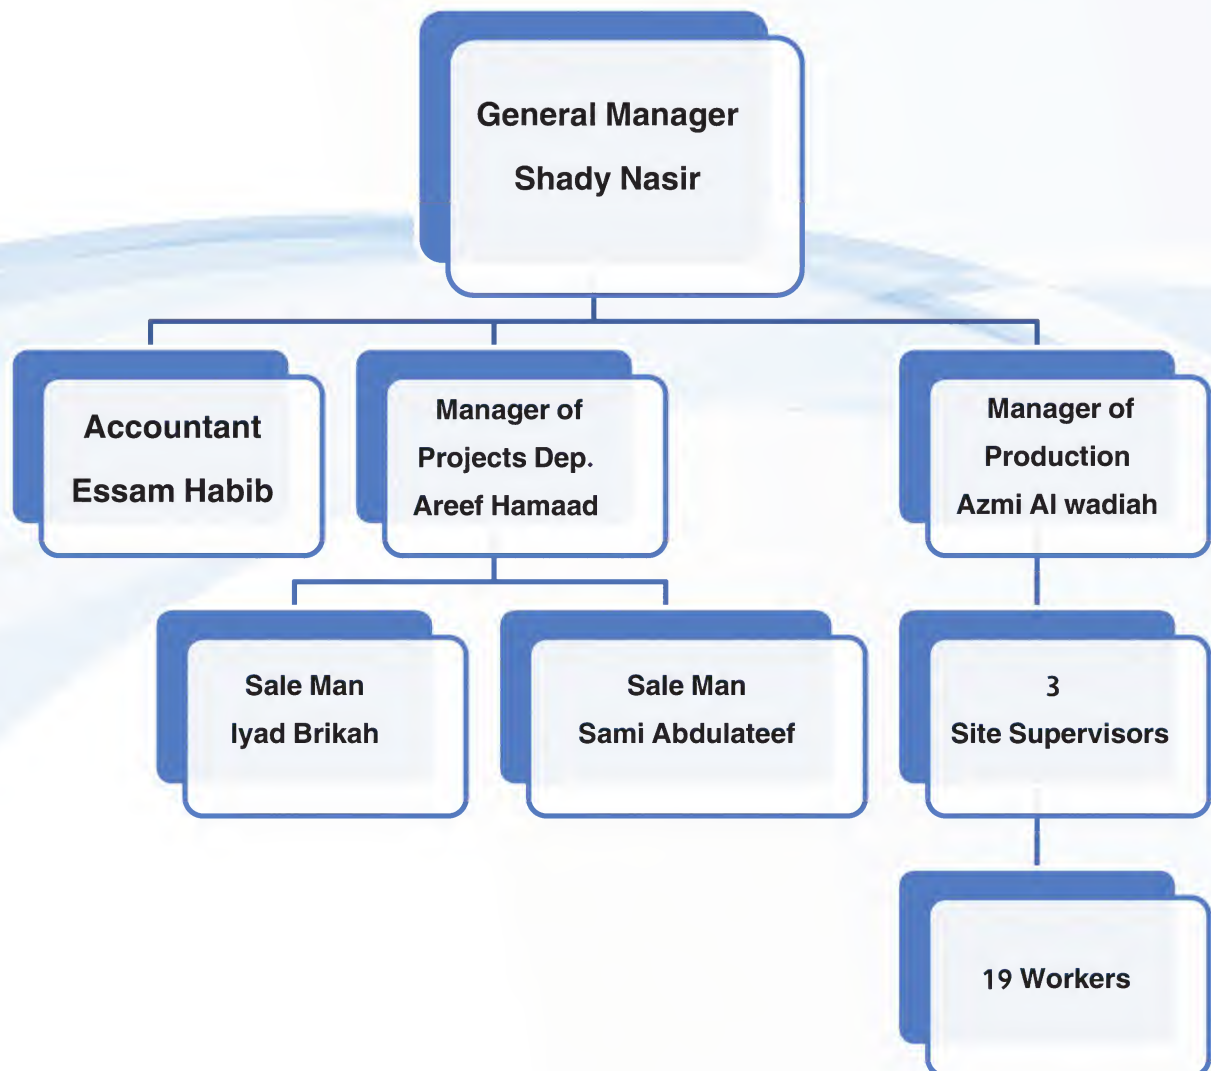 General Manager
Shady Nasir
Accountant
Essam Habib
Manager of
Projects Dep.
Areef Hamaad
Manager of
Production
Azmi Al wadiah
Sale Man
Iyad Brikah
Sale Man
Sami Abdulateef
3
Site Supervisors
19 Workers